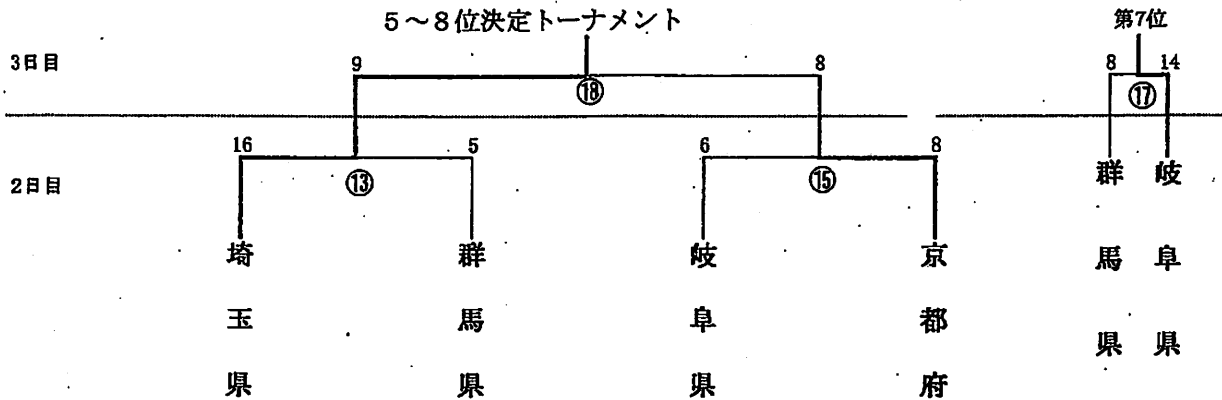 5～8位決定トーナメント
第7位
3日目
9
8
8
14
⑱
⑰
16
5
6
8
2日目
⑬
⑮
埼玉県
群馬県
岐阜県
京都府
群馬県
岐阜県